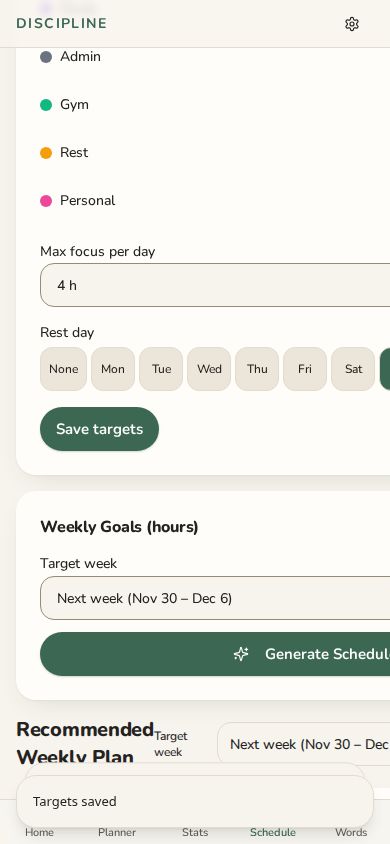 DISCIPLINE
Admin
Gym
Rest
Personal
Max focus per day
4 h
Rest day
None Mon Tue Wed Thu Fri Sat
Save targets
Weekly Goals (hours)
Target week
Next week (Nov 30 – Dec 6)
Generate Schedul
Recommended
Weekly Plan
Target
week
Next week (Nov 30 – Dec
Targets saved
Home Planner Stats Schedule Words